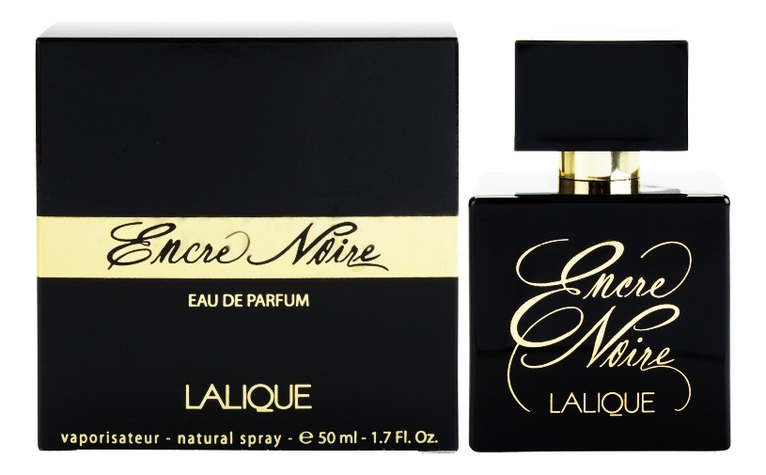 Encre Noire
EAU DE PARFUM
LALIQUE
vaporisateur - natural spray - ℮ 50 ml - 1.7 Fl. Oz.
Encre
Noire
LALIQUE